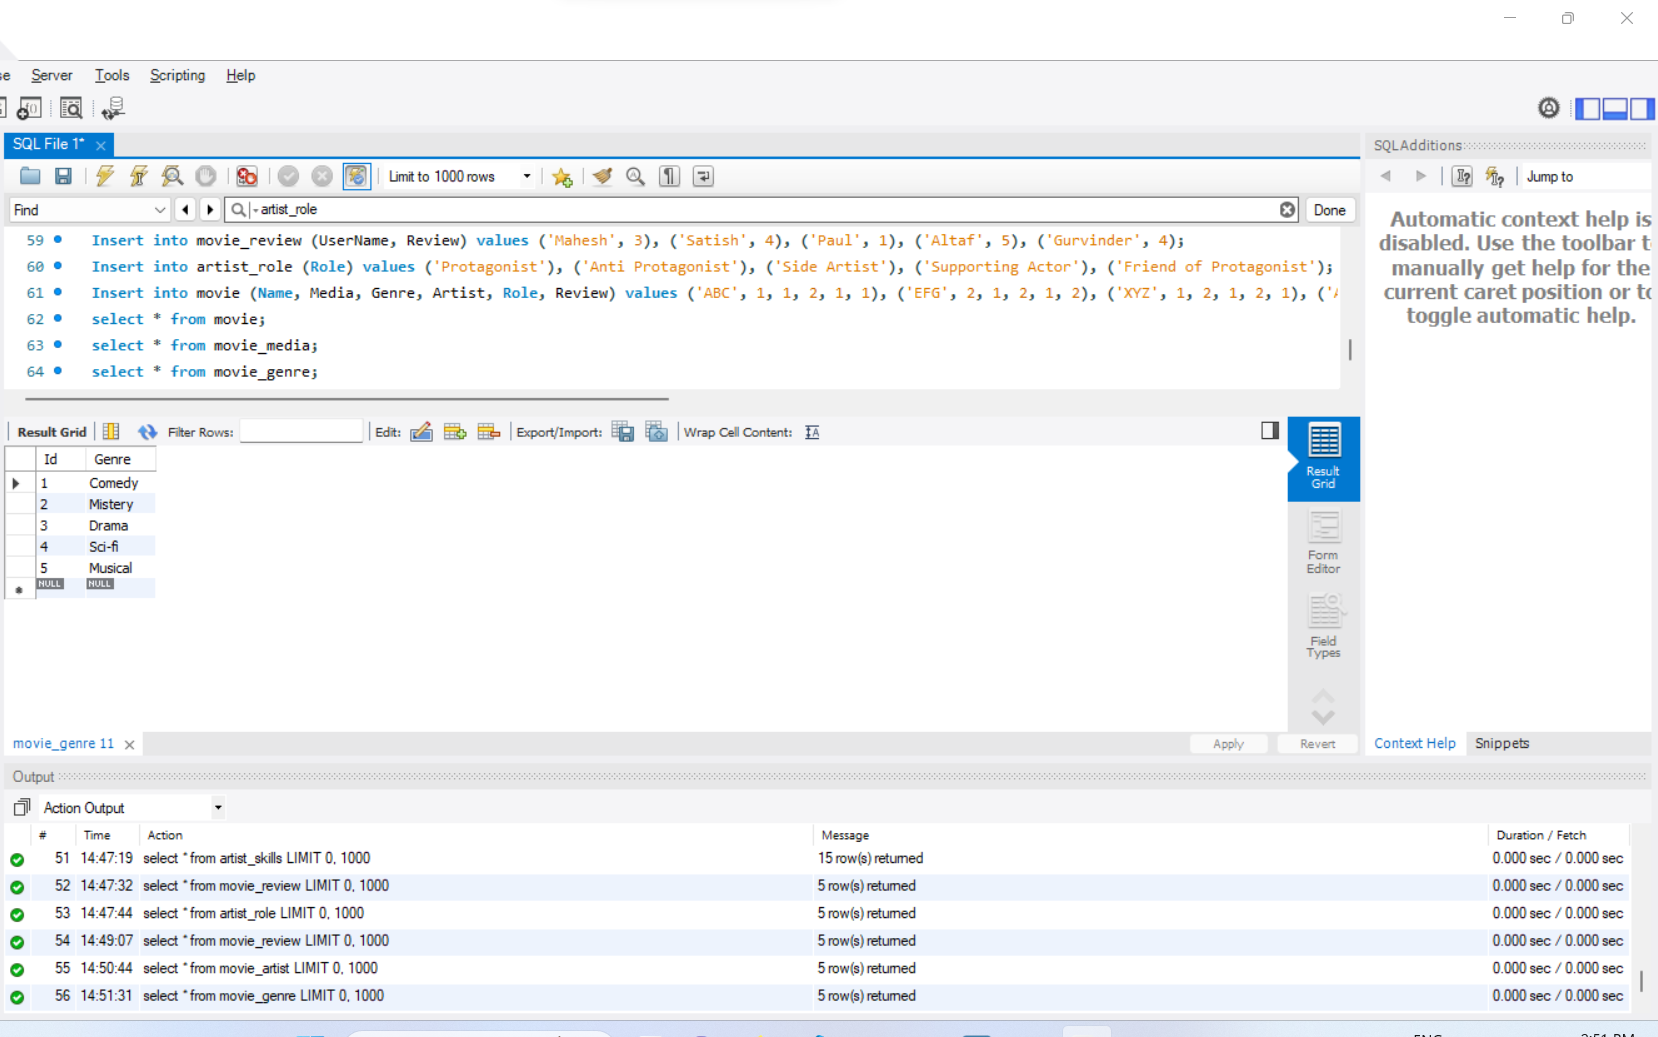 Server Tools Scripting Help
SQL File 1*
Limit to 1000 rows
Find artist_role Done
59 Insert into movie_review (UserName, Review) values ('Mahesh', 3), ('Satish', 4), ('Paul', 1), ('Altaf', 5), ('Gurvinder', 4);
60 Insert into artist_role (Role) values ('Protagonist'), ('Anti Protagonist'), ('Side Artist'), ('Supporting Actor'), ('Friend of Protagonist');
61 Insert into movie (Name, Media, Genre, Artist, Role, Review) values ('ABC', 1, 1, 2, 1, 1), ('EFG', 2, 1, 2, 1, 2), ('XYZ', 1, 2, 1, 2, 1), (
62 select * from movie;
63 select * from movie_media;
64 select * from movie_genre;
Result Grid Filter Rows: Edit: Export/Import: Wrap Cell Content:
Id Genre
1 Comedy
2 Mistery
3 Drama
4 Sci-fi
5 Musical
NULL NULL
Result
Grid
Form
Editor
Field
Types
movie_genre 11 Apply Revert
SQLAdditions
Jump to
Automatic context help is
disabled. Use the toolbar t
manually get help for the
current caret position or to
toggle automatic help.
Context Help Snippets
Output
Action Output
# Time Action Message Duration / Fetch
51 14:47:19 select * from artist_skills LIMIT 0, 1000 15 row(s) returned 0.000 sec / 0.000 sec
52 14:47:32 select * from movie_review LIMIT 0, 1000 5 row(s) returned 0.000 sec / 0.000 sec
53 14:47:44 select * from artist_role LIMIT 0, 1000 5 row(s) returned 0.000 sec / 0.000 sec
54 14:49:07 select * from movie_review LIMIT 0, 1000 5 row(s) returned 0.000 sec / 0.000 sec
55 14:50:44 select * from movie_artist LIMIT 0, 1000 5 row(s) returned 0.000 sec / 0.000 sec
56 14:51:31 select * from movie_genre LIMIT 0, 1000 5 row(s) returned 0.000 sec / 0.000 sec